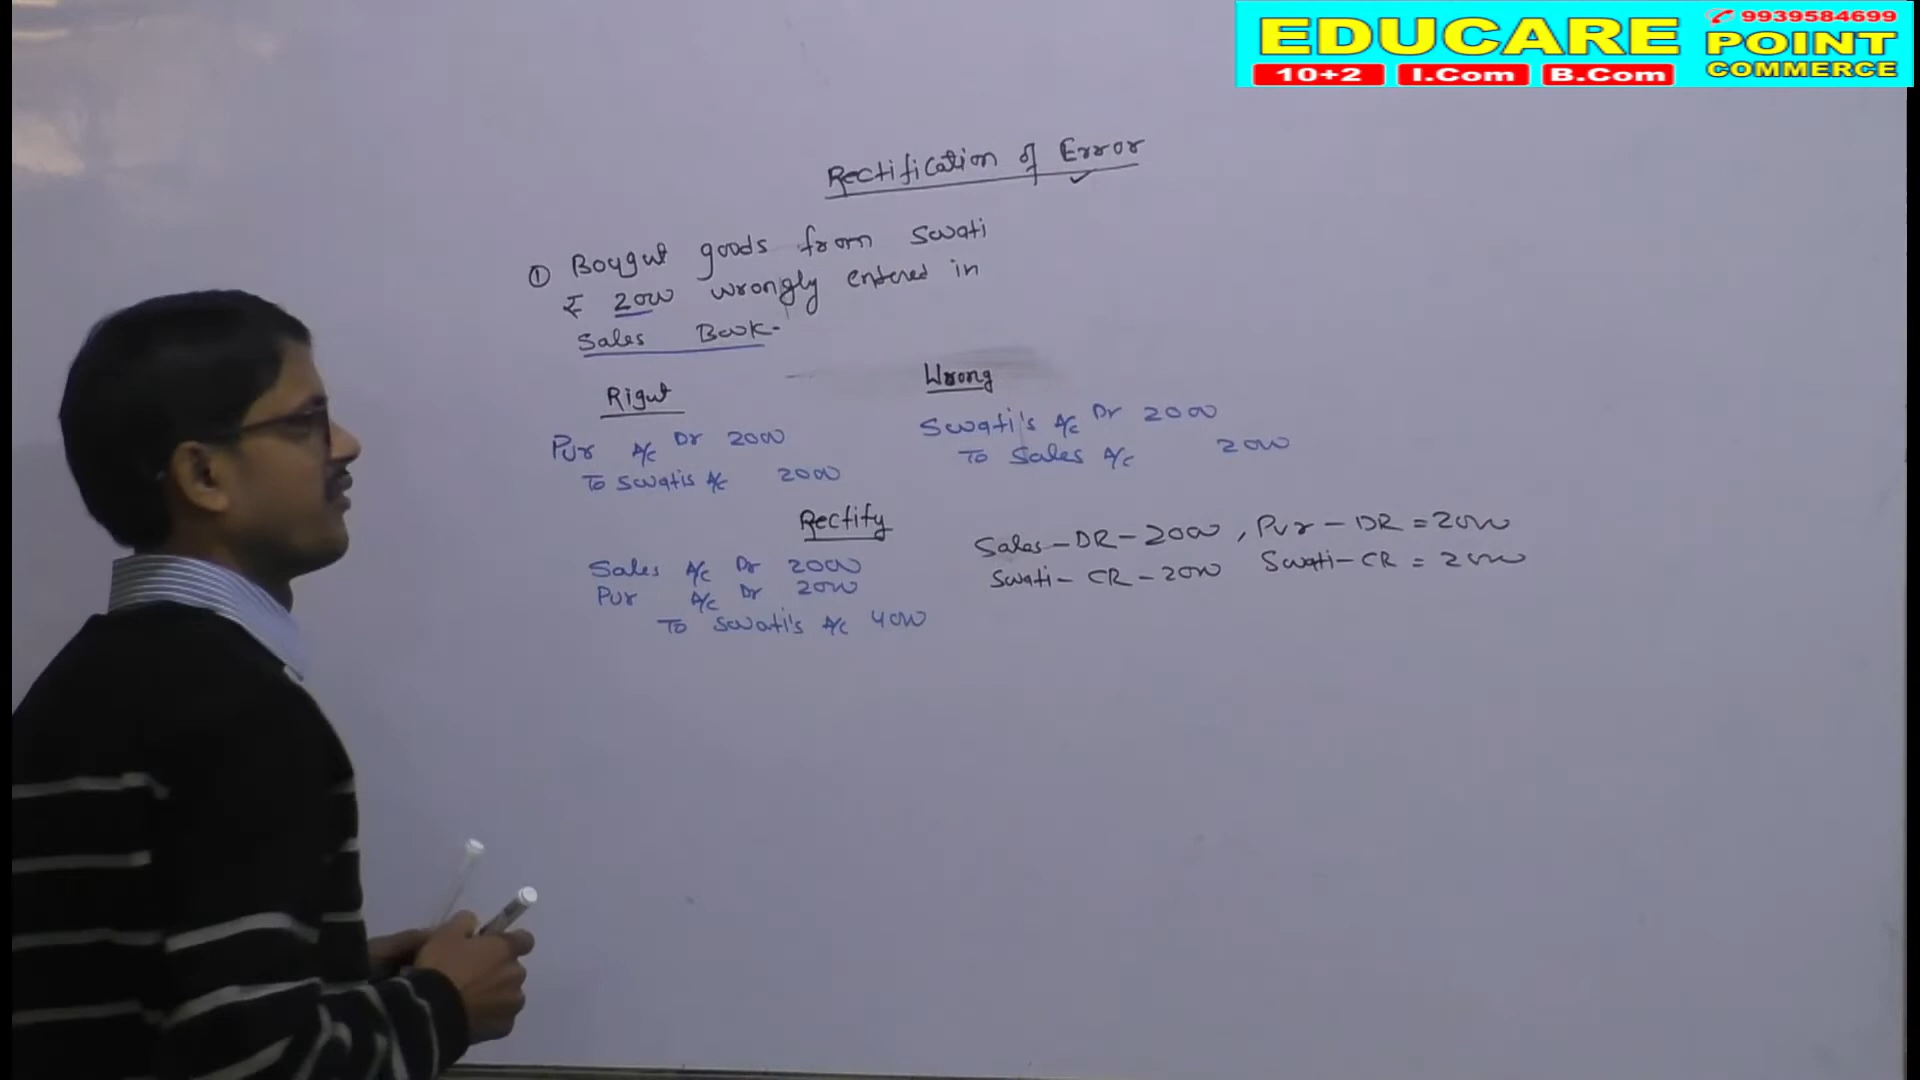 EDUCARE POINT COMMERCE
9939584699
10+2 I.Com B.Com
Rectification of Error
① Bougut goods from Swati
₹ 2000 wrongly entered in
Sales Book-
Rigut
Pur A/c Dr 2000
To Swatis A/c 2000
Wrong
Swati's A/c Dr 2000
To Sales A/c 2000
Rectify
Sales A/c Dr 2000
Pur A/c Dr 2000
To Swati's A/c 4000
Sales-DR-2000, Pur-DR=2000
Swati-CR-2000 Swati-CR=2000